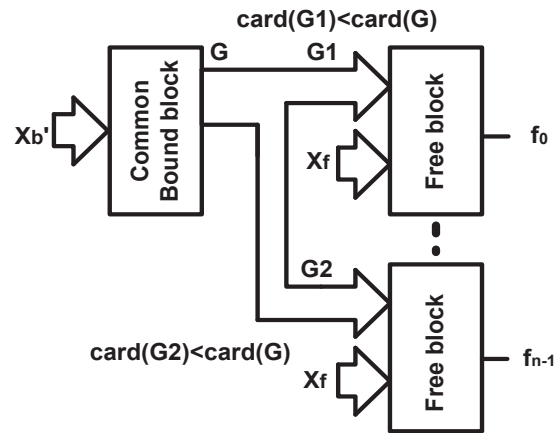 card(G1)<card(G)
G G1
Xb'
Common
Bound block
Xf
Free block
f0
G2
card(G2)<card(G)
Xf
Free block
fn-1